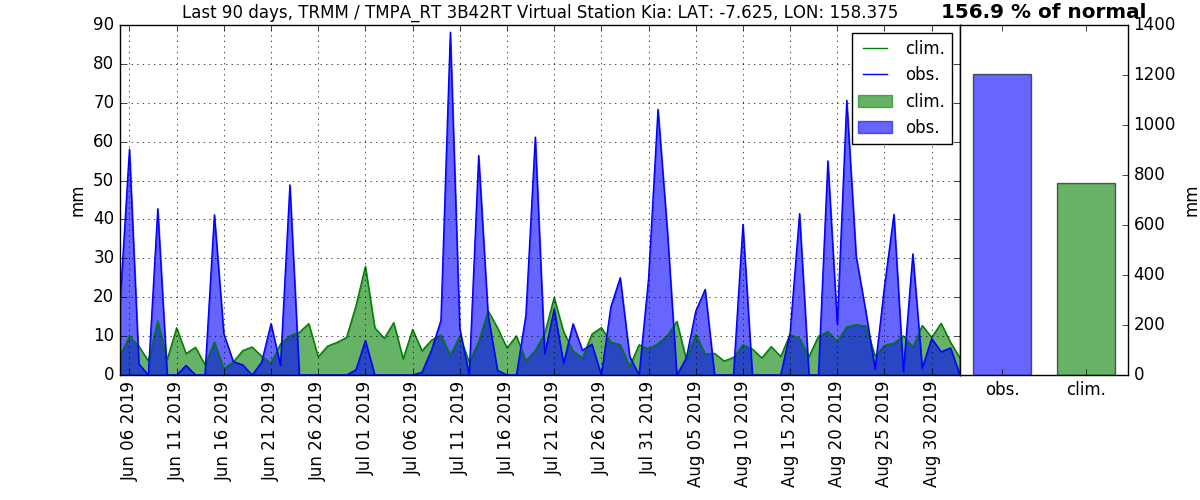 Last 90 days, TRMM / TMPA_RT 3B42RT Virtual Station Kia: LAT: -7.625, LON: 158.375
156.9 % of normal
mm
90
80
70
60
50
40
30
20
10
0
clim.
obs.
clim.
obs.
Jun 06 2019
Jun 11 2019
Jun 16 2019
Jun 21 2019
Jun 26 2019
Jul 01 2019
Jul 06 2019
Jul 11 2019
Jul 16 2019
Jul 21 2019
Jul 26 2019
Jul 31 2019
Aug 05 2019
Aug 10 2019
Aug 15 2019
Aug 20 2019
Aug 25 2019
Aug 30 2019
obs.
clim.
1400
1200
1000
800
600
400
200
0
mm